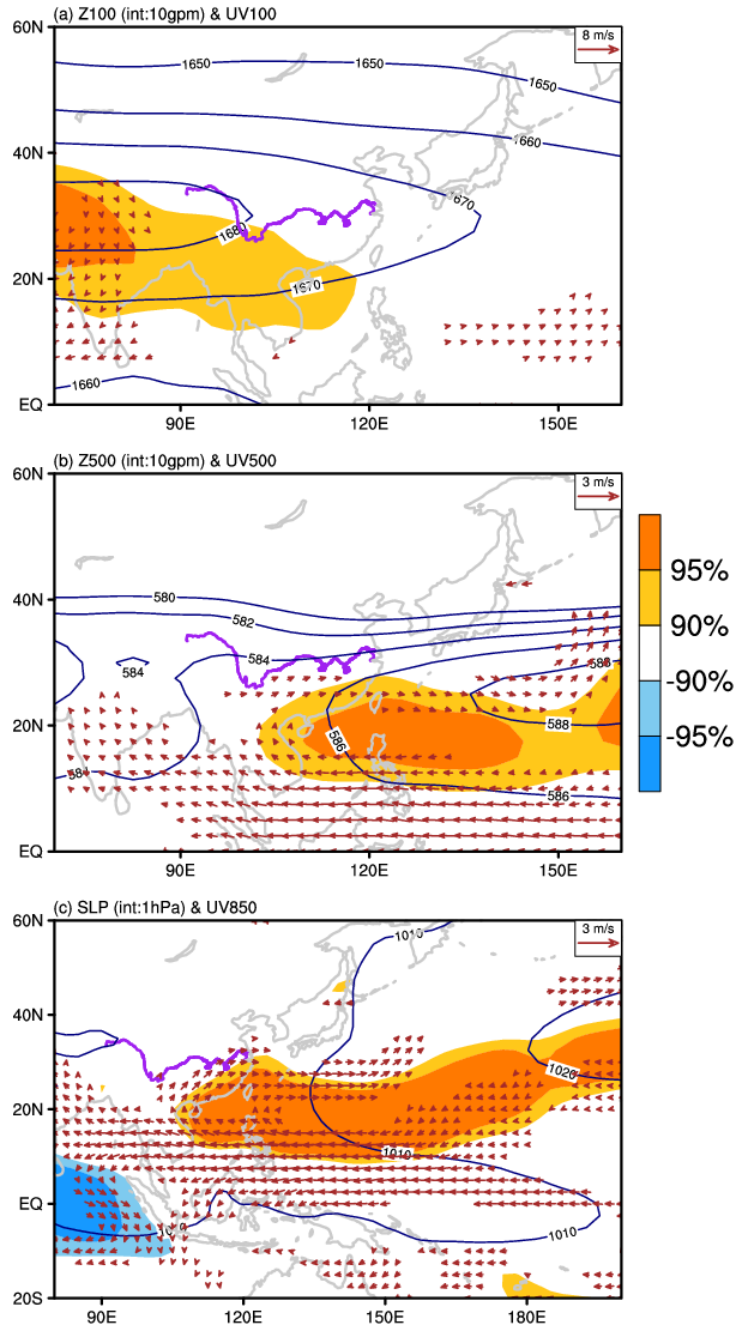 (a) Z100 (int:10gpm) & UV100
60N
8 m/s
1650
1650
1650
40N
1660
1670
1680
20N
1670
1660
EQ
90E
120E
150E
(b) Z500 (int:10gpm) & UV500
60N
3 m/s
580
40N
582
584
584
588
20N
586
586
EQ
90E
120E
150E
95%
90%
-90%
-95%
(c) SLP (int:1hPa) & UV850
60N
3 m/s
1010
40N
1020
20N
1010
EQ
1010
1010
20S
90E
120E
150E
180E